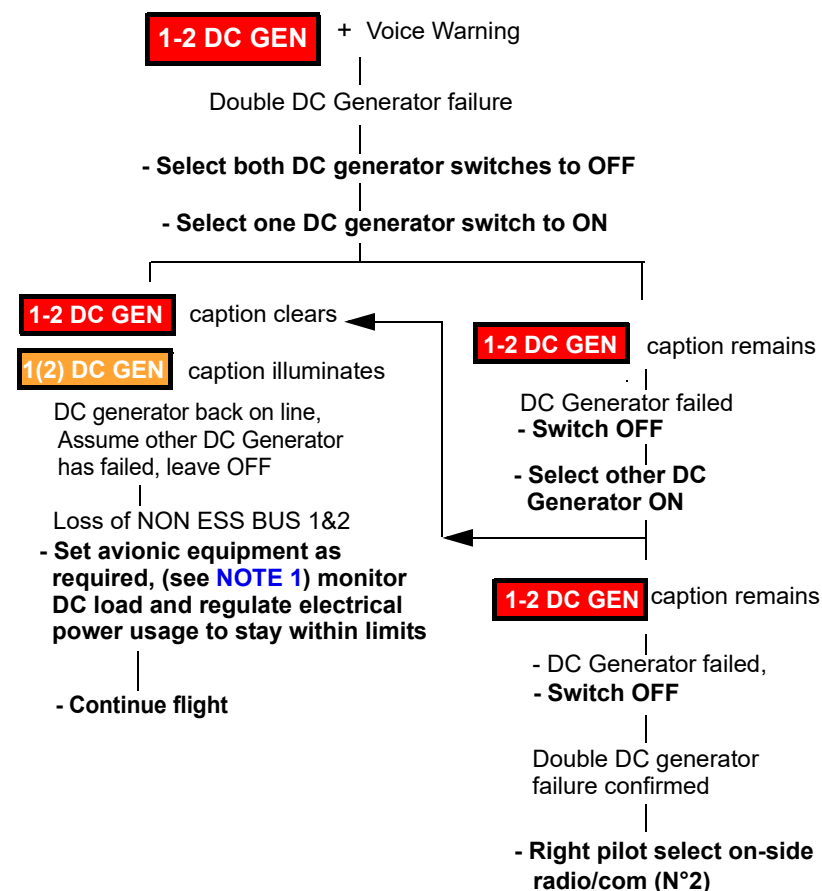 1-2 DC GEN + Voice Warning
Double DC Generator failure
- Select both DC generator switches to OFF
- Select one DC generator switch to ON
1-2 DC GEN caption clears
1(2) DC GEN caption illuminates
DC generator back on line,
Assume other DC Generator
has failed, leave OFF
Loss of NON ESS BUS 1&2
- Set avionic equipment as
required, (see NOTE 1) monitor
DC load and regulate electrical
power usage to stay within limits
- Continue flight
1-2 DC GEN caption remains
DC Generator failed
- Switch OFF
- Select other DC
Generator ON
1-2 DC GEN caption remains
- DC Generator failed,
- Switch OFF
Double DC generator
failure confirmed
- Right pilot select on-side
radio/com (N°2)